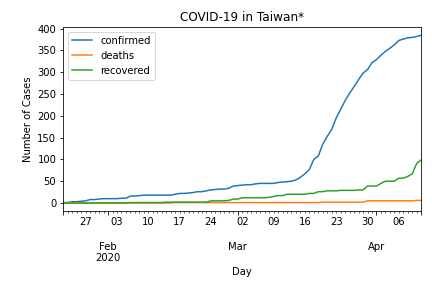 COVID-19 in Taiwan*
confirmed
deaths
recovered
Number of Cases
400
350
300
250
200
150
100
50
0
27 03 10 17 24 02 09 16 23 30 06
Feb Mar Apr
2020
Day